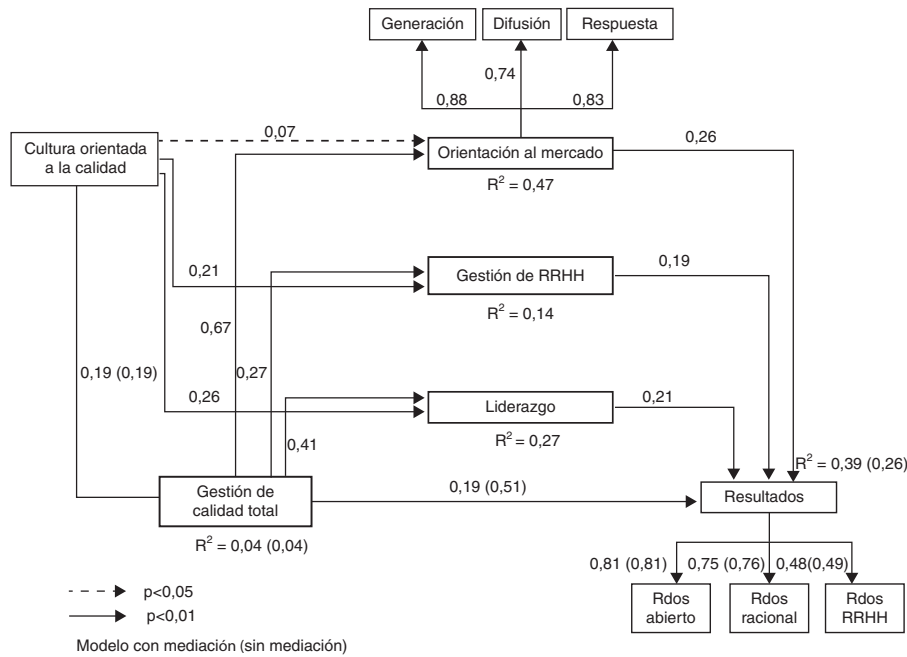 Generación
Difusión
Respuesta
0,74
0,88
0,83
0,07
0,26
Cultura orientada
a la calidad
Orientación al mercado
R² = 0,47
0,21
0,19
Gestión de RRHH
R² = 0,14
0,67
0,19 (0,19)
0,27
0,26
0,21
Liderazgo
R² = 0,27
0,41
R² = 0,39 (0,26)
Gestión de
calidad total
0,19 (0,51)
Resultados
R² = 0,04 (0,04)
0,81 (0,81)
0,75 (0,76)
0,48(0,49)
p<0,05
p<0,01
Rdos
abierto
Rdos
racional
Rdos
RRHH
Modelo con mediación (sin mediación)